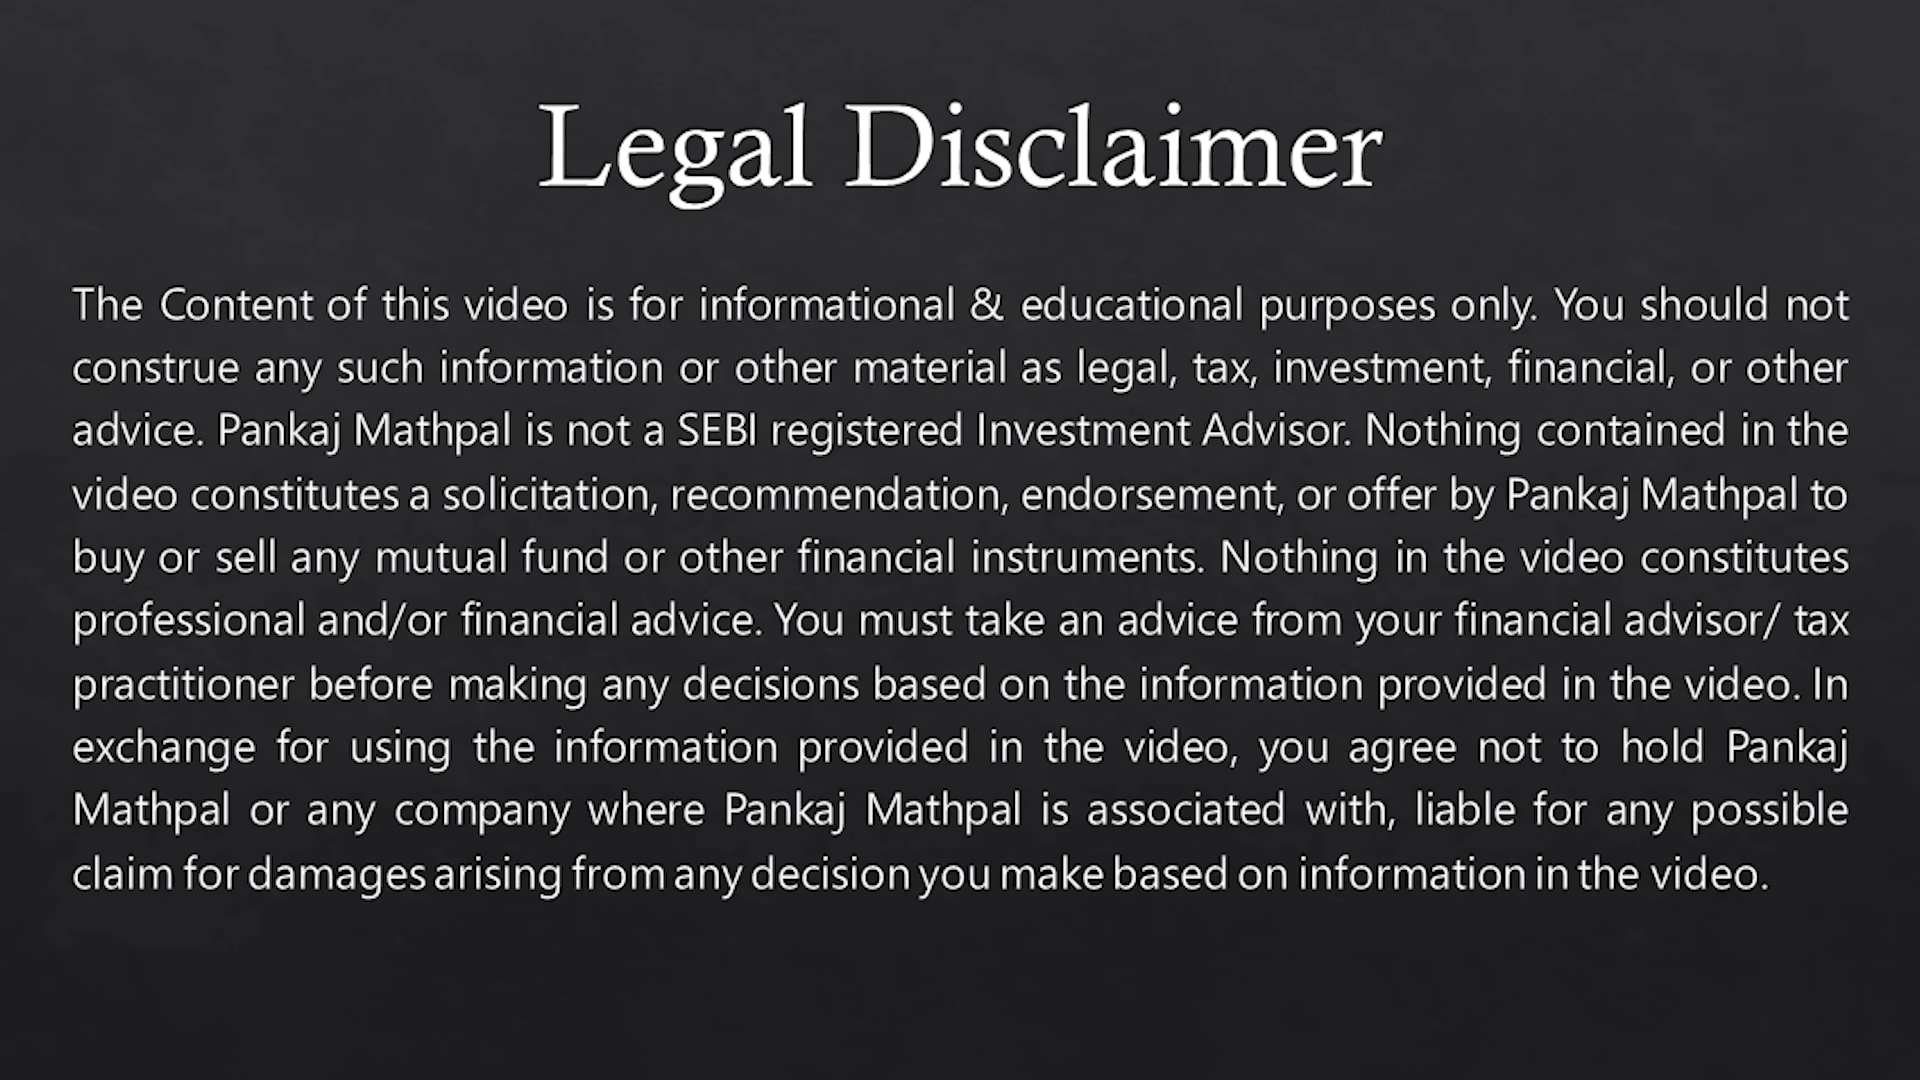 Legal Disclaimer
The Content of this video is for informational & educational purposes only. You should not
construe any such information or other material as legal, tax, investment, financial, or other
advice. Pankaj Mathpal is not a SEBI registered Investment Advisor. Nothing contained in the
video constitutes a solicitation, recommendation, endorsement, or offer by Pankaj Mathpal to
buy or sell any mutual fund or other financial instruments. Nothing in the video constitutes
professional and/or financial advice. You must take an advice from your financial advisor/ tax
practitioner before making any decisions based on the information provided in the video. In
exchange for using the information provided in the video, you agree not to hold Pankaj
Mathpal or any company where Pankaj Mathpal is associated with, liable for any possible
claim for damages arising from any decision you make based on information in the video.